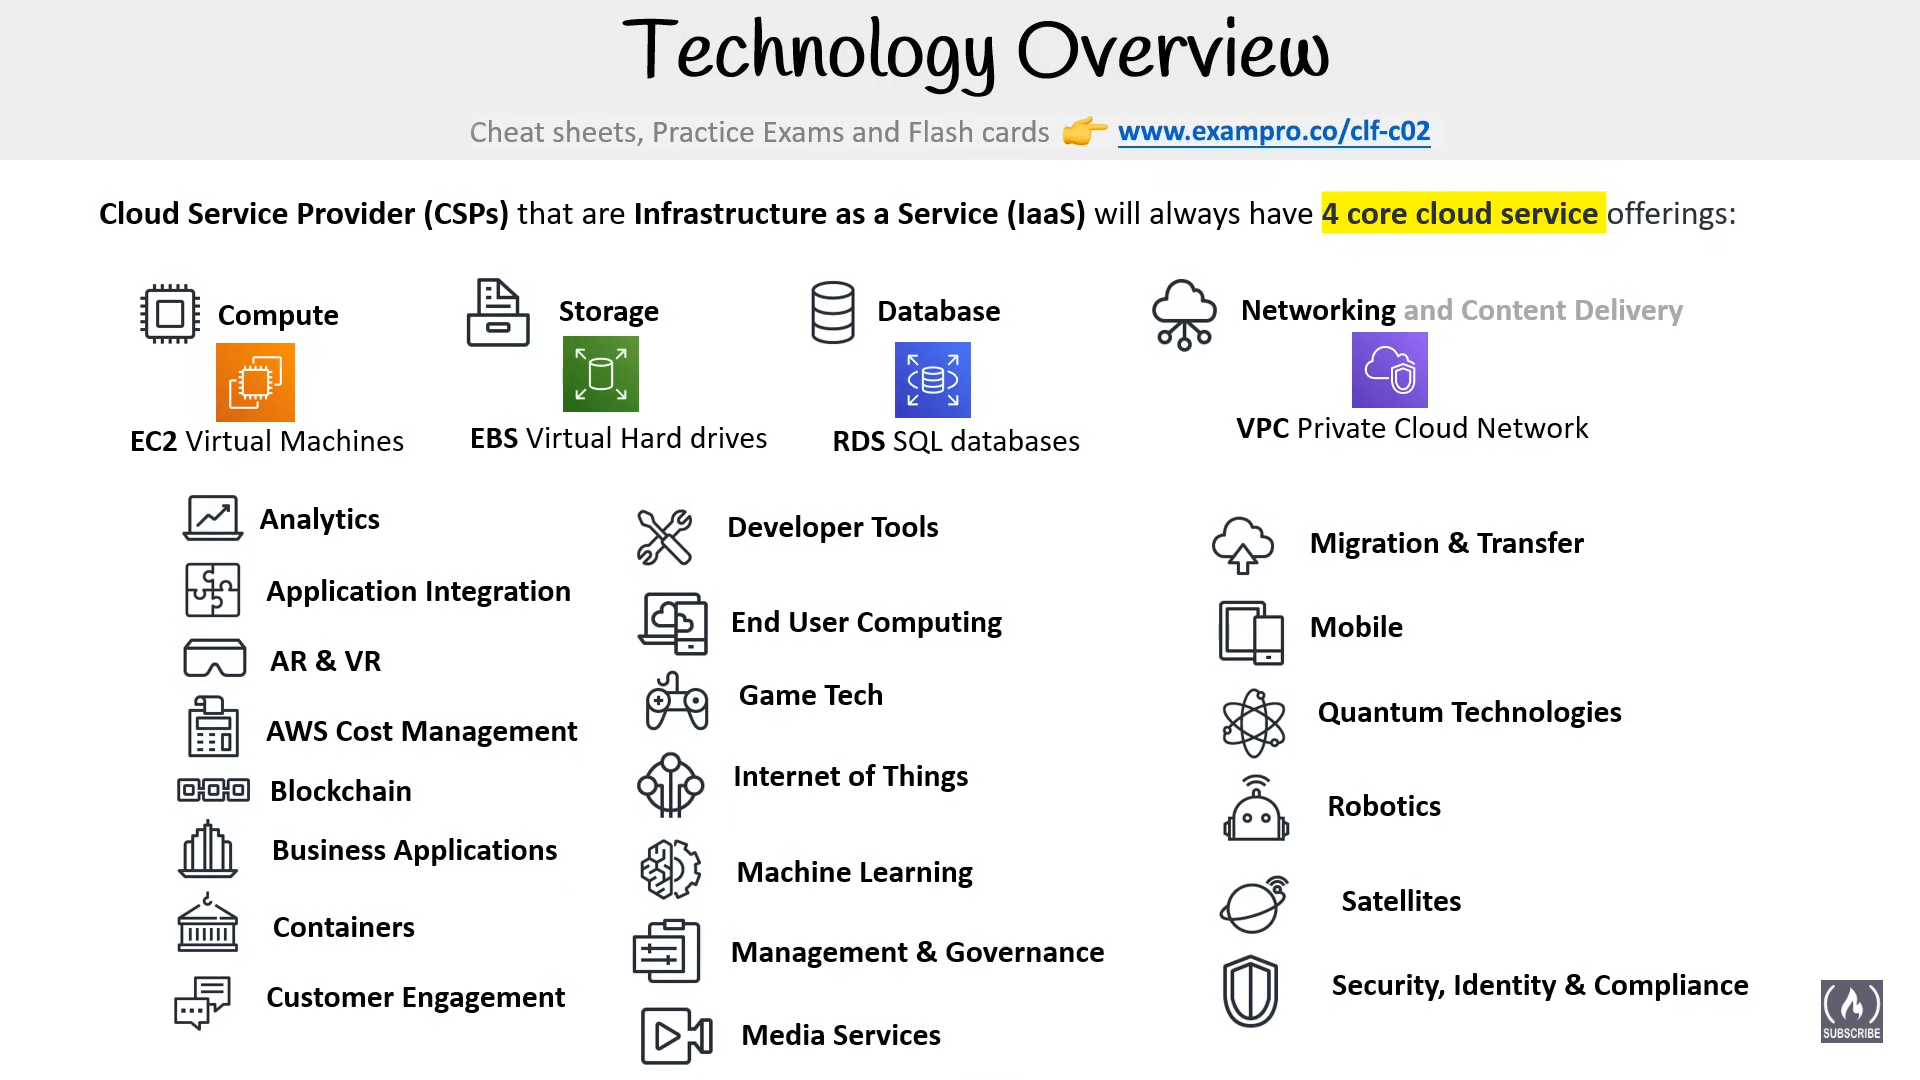 Technology Overview
Cheat sheets, Practice Exams and Flash cards 👉 www.exampro.co/clf-c02
Cloud Service Provider (CSPs) that are Infrastructure as a Service (IaaS) will always have 4 core cloud service offerings:
Compute
EC2 Virtual Machines
Storage
EBS Virtual Hard drives
Database
RDS SQL databases
Networking and Content Delivery
VPC Private Cloud Network
Analytics
Application Integration
AR & VR
AWS Cost Management
Blockchain
Business Applications
Containers
Customer Engagement
Developer Tools
End User Computing
Game Tech
Internet of Things
Machine Learning
Management & Governance
Media Services
Migration & Transfer
Mobile
Quantum Technologies
Robotics
Satellites
Security, Identity & Compliance
SUBSCRIBE